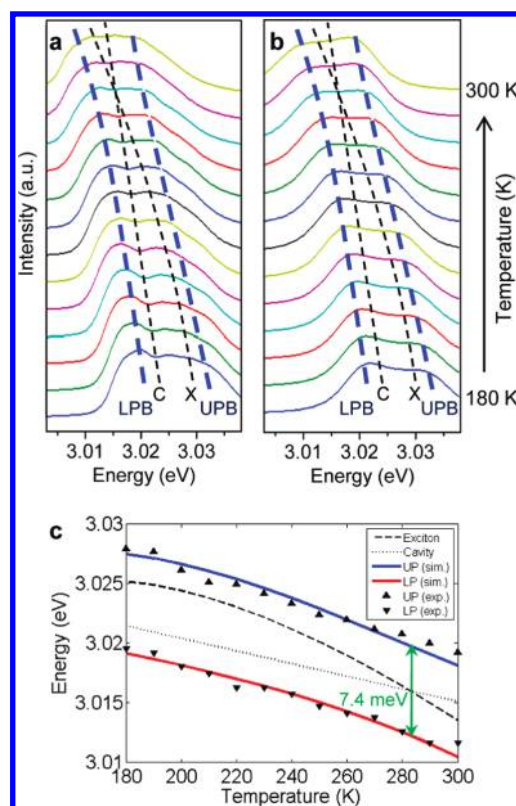 a
b
300 K
Intensity (a.u.)
Temperature (K)
LPB C X UPB
LPB C X UPB
180 K
3.01 3.02 3.03
3.01 3.02 3.03
Energy (eV)
Energy (eV)
c
3.03
3.025
3.02
3.015
3.01
Energy (eV)
Exciton
Cavity
UP (sim.)
LP (sim.)
UP (exp.)
LP (exp.)
7.4 meV
180 200 220 240 260 280 300
Temperature (K)